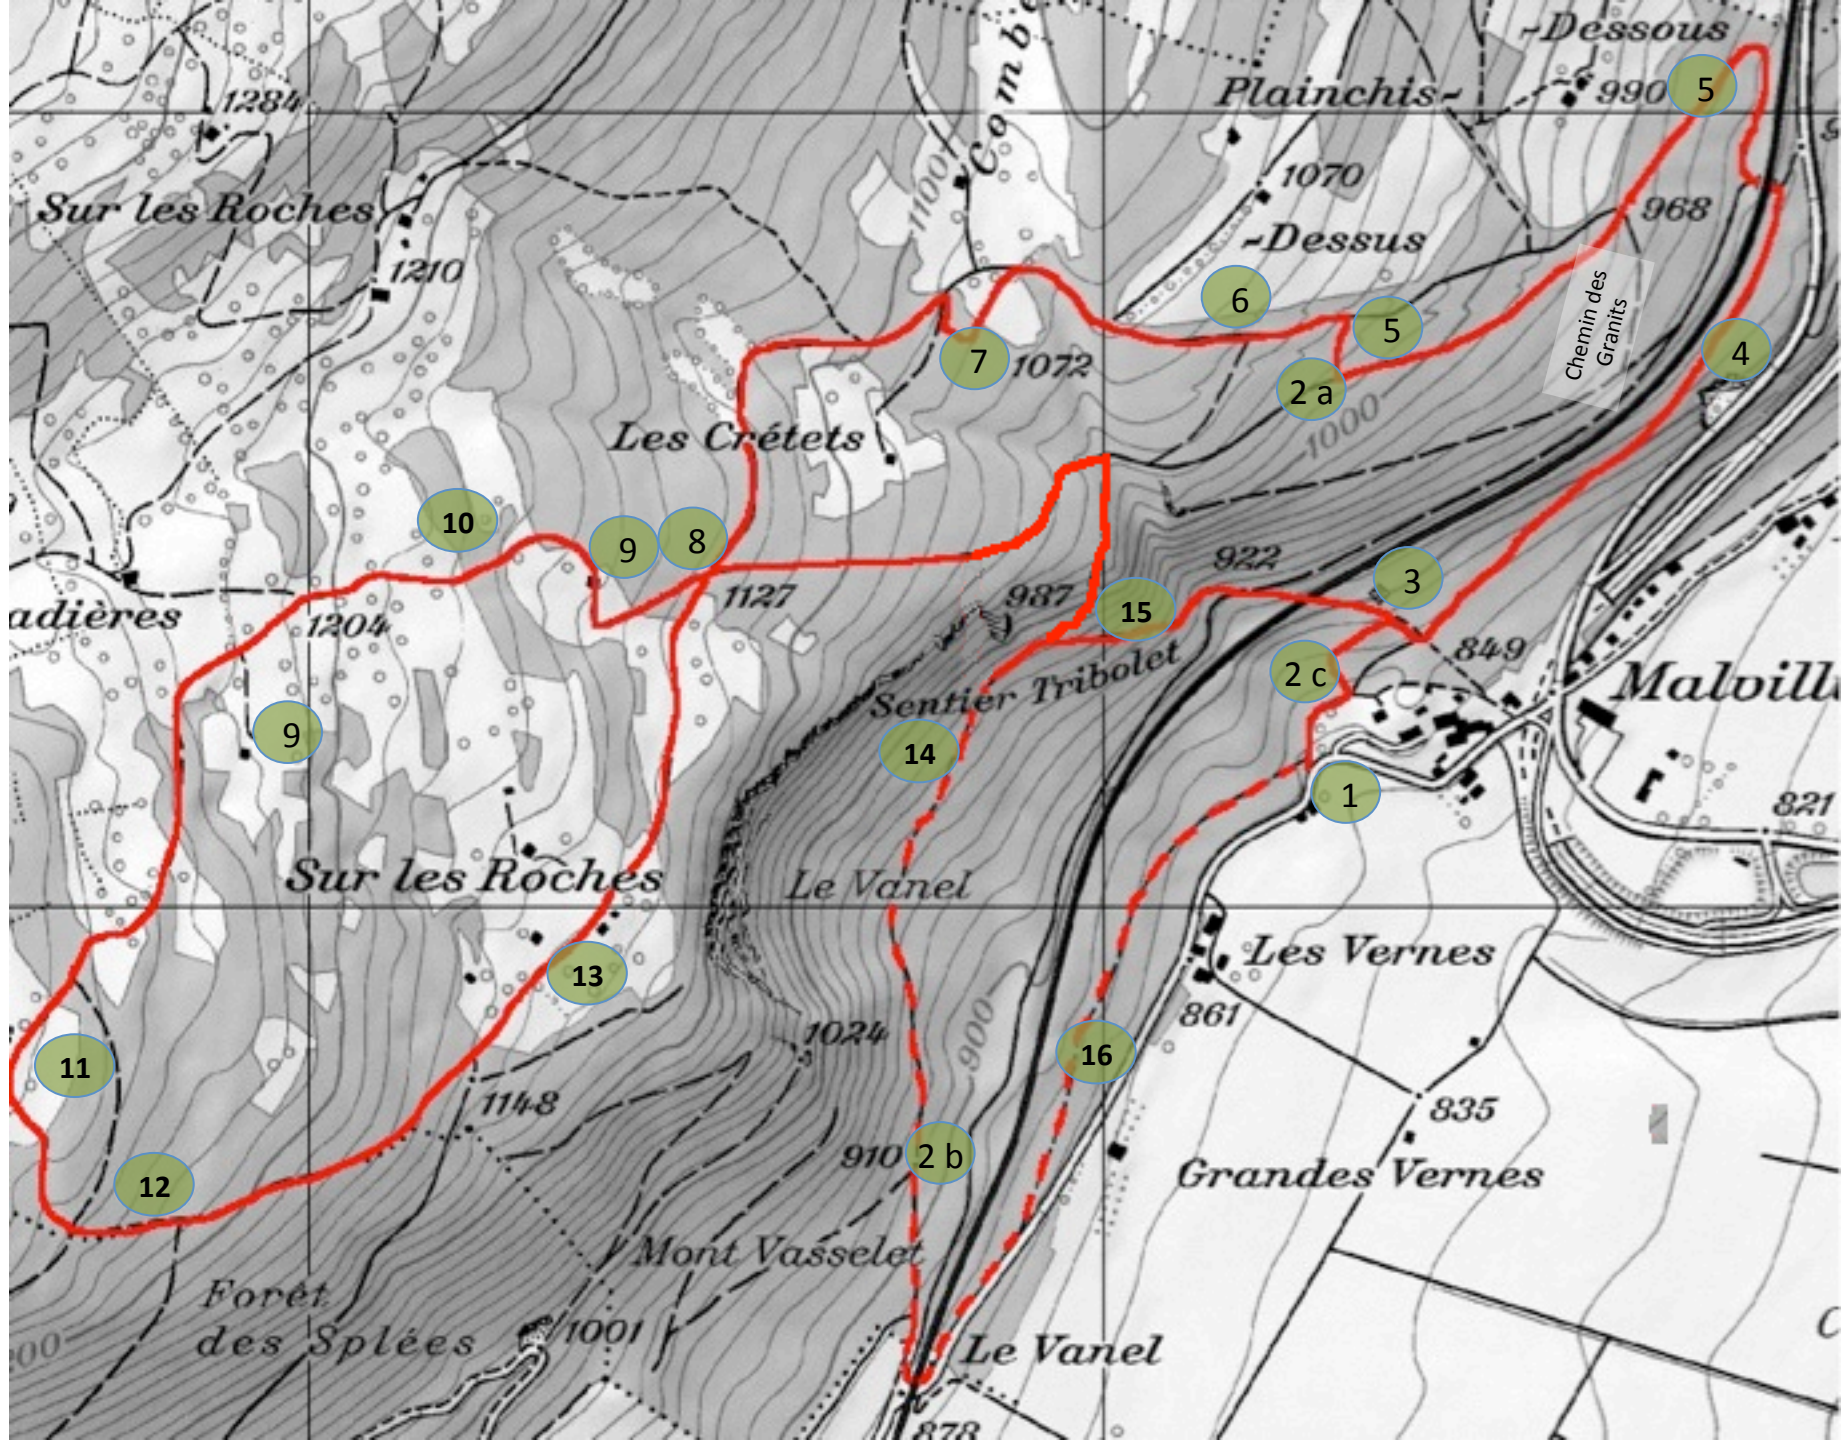 ~Dessous
Combe
1284
Plainchis~
990
5
1100
1070
Sur les Roches
968
~Dessus
1210
6
Chemin des
Granits
5
4
7
1072
2 a
Les Crétets
1000
10
9
8
922
3
1127
987
15
adières
1204
849
2 c
Malvill
Sentier Tribolet
9
14
1
821
Sur les Roches
Le Vanel
Les Vernes
13
861
1024
900
16
11
1148
835
910
2 b
Grandes Vernes
12
Mont Vasselet
Forêt
des Splées
1001
Le Vanel
878